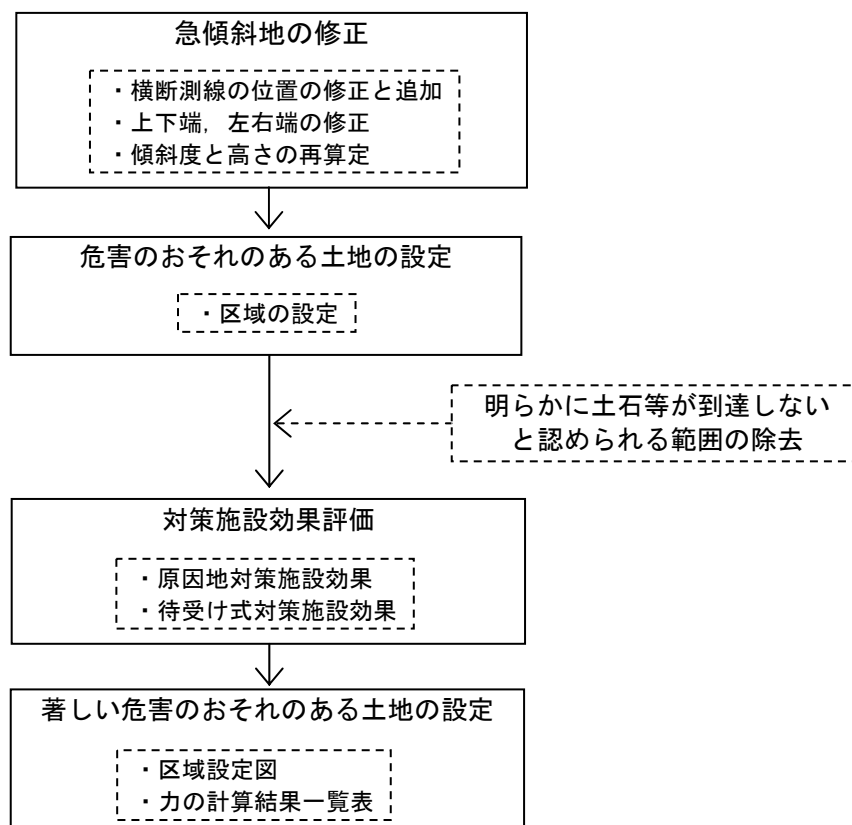 急傾斜地の修正
・横断測線の位置の修正と追加
・上下端，左右端の修正
・傾斜度と高さの再算定
危害のおそれのある土地の設定
・区域の設定
明らかに土石等が到達しない
と認められる範囲の除去
対策施設効果評価
・原因地対策施設効果
・待受け式対策施設効果
著しい危害のおそれのある土地の設定
・区域設定図
・力の計算結果一覧表